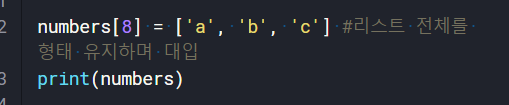 2 numbers[8] = ['a', 'b', 'c'] #리스트 전체를
형태 유지하며 대입
3 print(numbers)